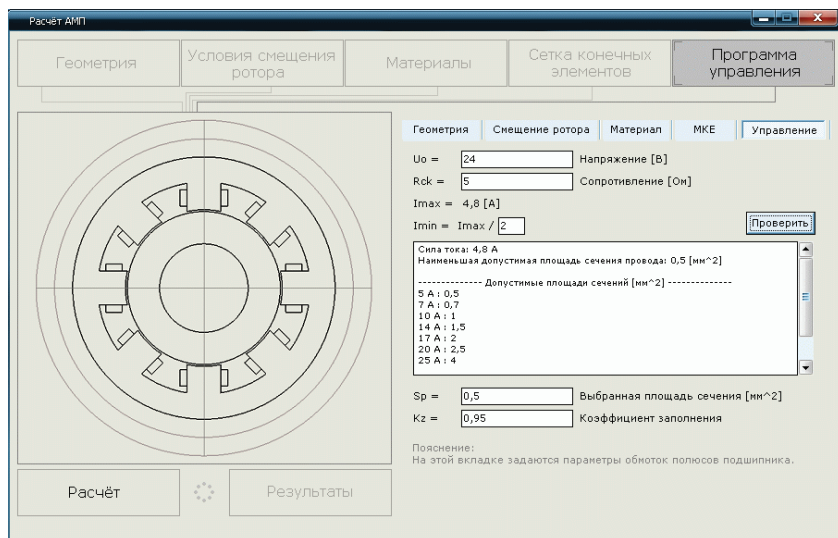 Расчёт АМП
Геометрия
Условия смещения
ротора
Материалы
Сетка конечных
элементов
Программа
управления
Геометрия Смещение ротора Материал МКЕ Управление
Uo = 24 Напряжение [В]
Rck = 5 Сопротивление [Ом]
Imax = 4,8 [А]
Imin = Imax / 2
Проверить
Сила тока: 4,8 А
Наименьшая допустимая площадь сечения провода: 0,5 [мм^2]
-------------- Допустимые площади сечений [мм^2] --------------
5 А : 0,5
7 А : 0,7
10 А : 1
14 А : 1,5
17 А : 2
20 А : 2,5
25 А : 4
Sp = 0,5 Выбранная площадь сечения [мм^2]
Kz = 0,95 Коэффициент заполнения
Пояснение:
На этой вкладке задаются параметры обмоток полюсов подшипника.
Расчёт
Результаты